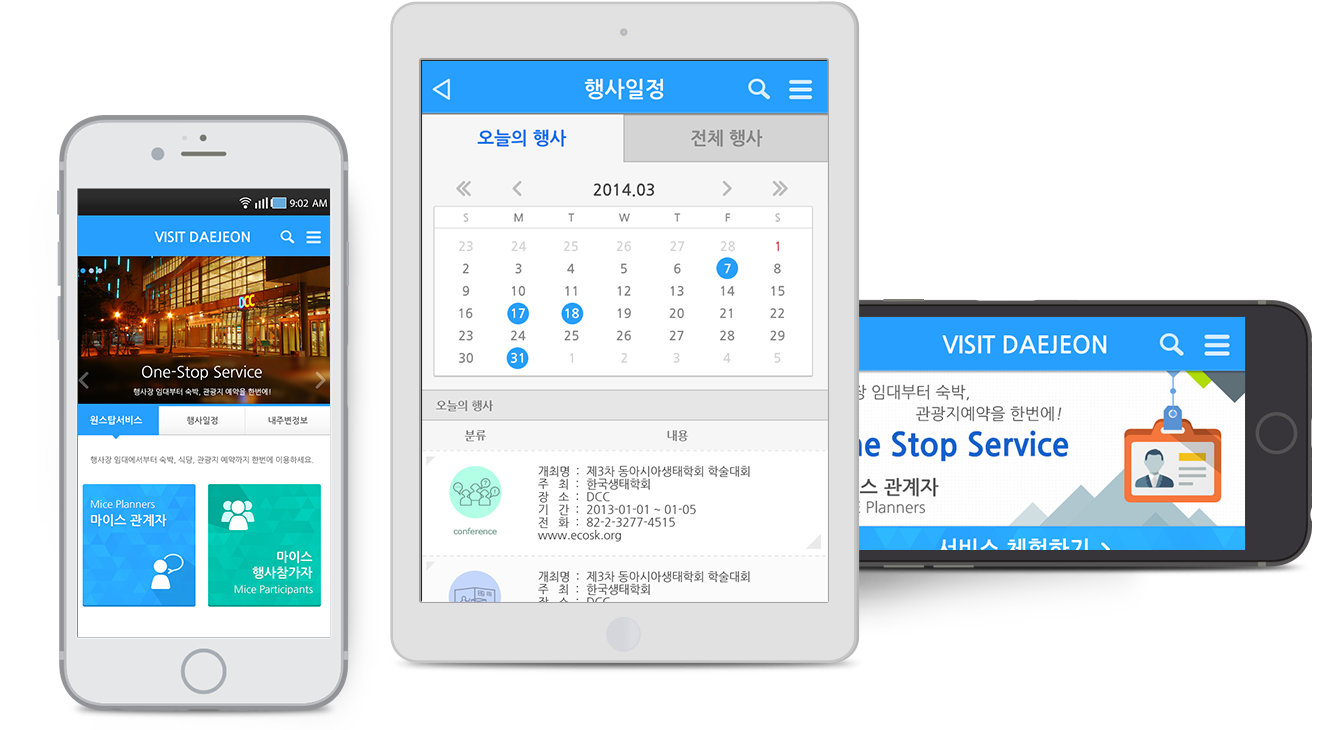 9:02 AM
VISIT DAEJEON
DCC
One-Stop Service
행사장 임대부터 숙박, 관광지 예약을 한번에!
원스탑서비스 행사일정 내주변정보
행사장 임대에서부터 숙박, 식당, 관광지 예약까지 한번에 이용하세요.
Mice Planners
마이스 관계자
마이스
행사참가자
Mice Participants
행사일정
오늘의 행사 전체 행사
2014.03
S M T W T F S
23 24 25 26 27 28 1
2 3 4 5 6 7 8
9 10 11 12 13 14 15
16 17 18 19 20 21 22
23 24 25 26 27 28 29
30 31 1 2 3 4 5
오늘의 행사
분류 내용
conference
개최명 : 제3차 동아시아생태학회 학술대회
주 최 : 한국생태학회
장 소 : DCC
기 간 : 2013-01-01 ~ 01-05
전 화 : 82-2-3277-4515
www.ecosk.org
개최명 : 제3차 동아시아생태학회 학술대회
주 최 : 한국생태학회
장 소 : DCC
VISIT DAEJEON
장 임대부터 숙박,
관광지예약을 한번에!
ne Stop Service
스 관계자
Planners
서비스 체험하기